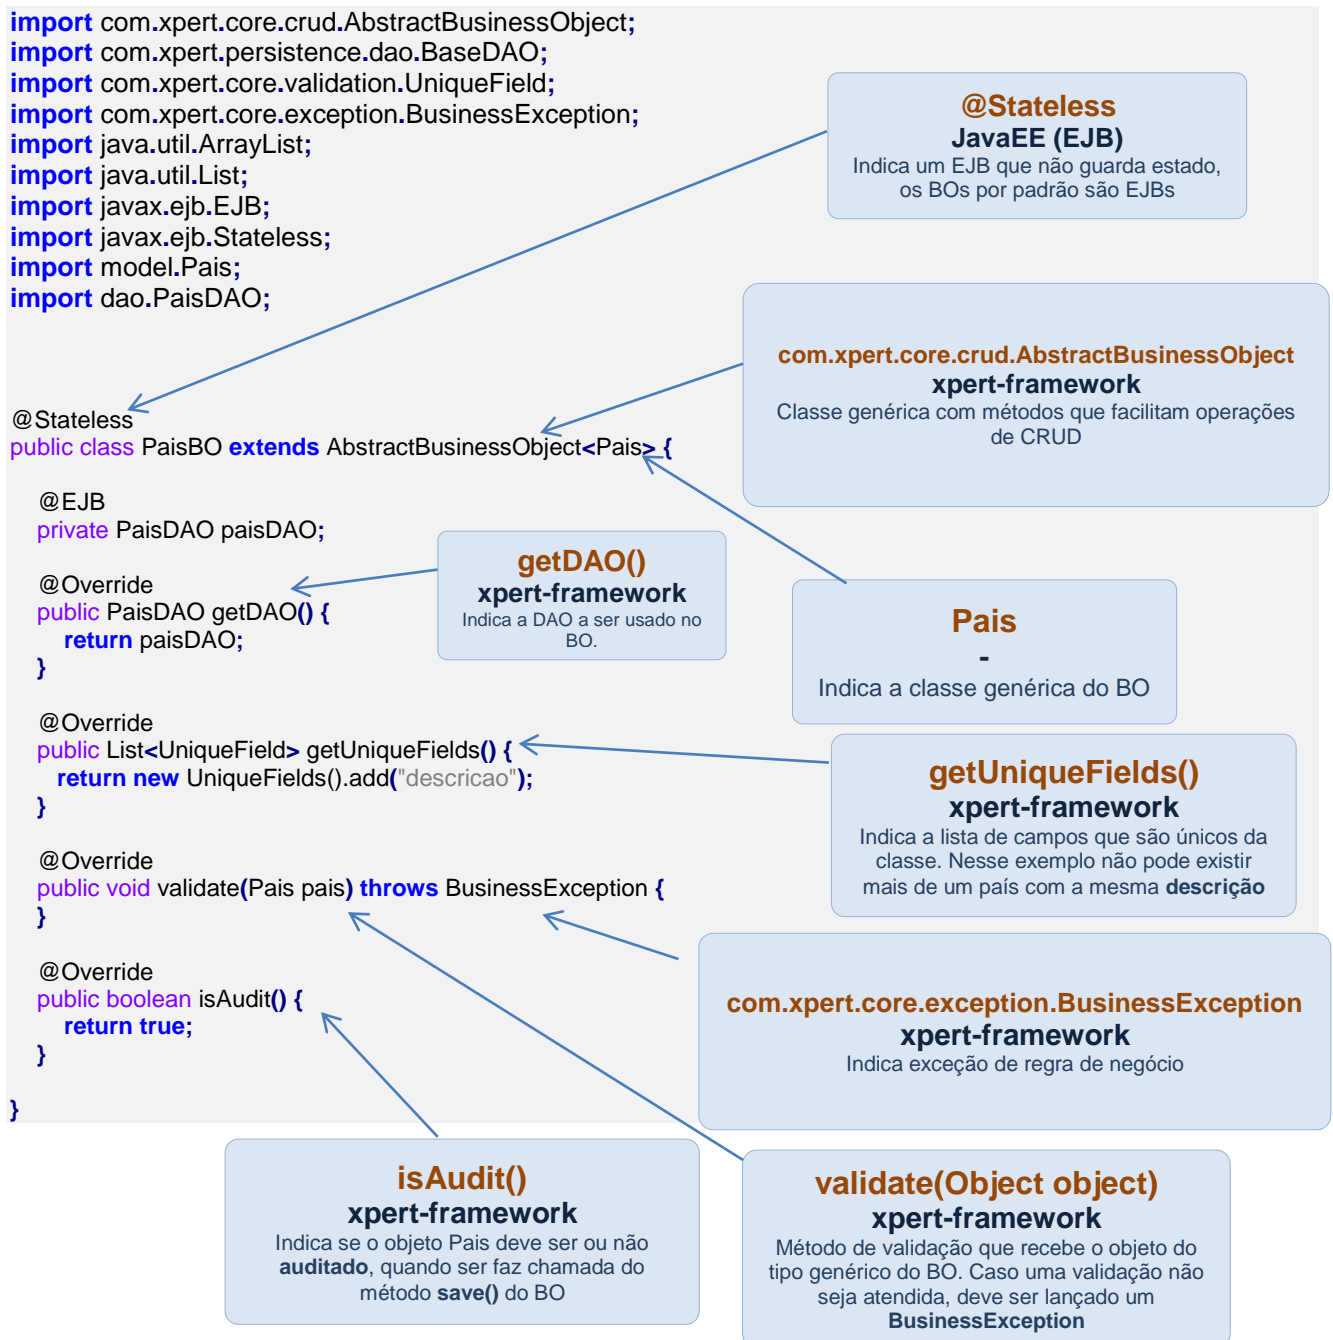 import com.xpert.core.crud.AbstractBusinessObject;
import com.xpert.persistence.dao.BaseDAO;
import com.xpert.core.validation.UniqueField;
import com.xpert.core.exception.BusinessException;
import java.util.ArrayList;
import java.util.List;
import javax.ejb.EJB;
import javax.ejb.Stateless;
import model.Pais;
import dao.PaisDAO;
@Stateless
JavaEE (EJB)
Indica um EJB que não guarda estado,
os BOs por padrão são EJBs
com.xpert.core.crud.AbstractBusinessObject
xpert-framework
Classe genérica com métodos que facilitam operações
de CRUD
@Stateless
public class PaisBO extends AbstractBusinessObject<Pais> {
@EJB
private PaisDAO paisDAO;
@Override
public PaisDAO getDAO() {
return paisDAO;
}
getDAO()
xpert-framework
Indica a DAO a ser usado no
BO.
Pais
-
Indica a classe genérica do BO
@Override
public List<UniqueField> getUniqueFields() {
return new UniqueFields().add("descricao");
}
getUniqueFields()
xpert-framework
Indica a lista de campos que são únicos da
classe. Nesse exemplo não pode existir
mais de um país com a mesma descrição
@Override
public void validate(Pais pais) throws BusinessException {
}
@Override
public boolean isAudit() {
return true;
}
}
com.xpert.core.exception.BusinessException
xpert-framework
Indica exceção de regra de negócio
isAudit()
xpert-framework
Indica se o objeto Pais deve ser ou não
auditado, quando ser faz chamada do
método save() do BO
validate(Object object)
xpert-framework
Método de validação que recebe o objeto do
tipo genérico do BO. Caso uma validação não
seja atendida, deve ser lançado um
BusinessException